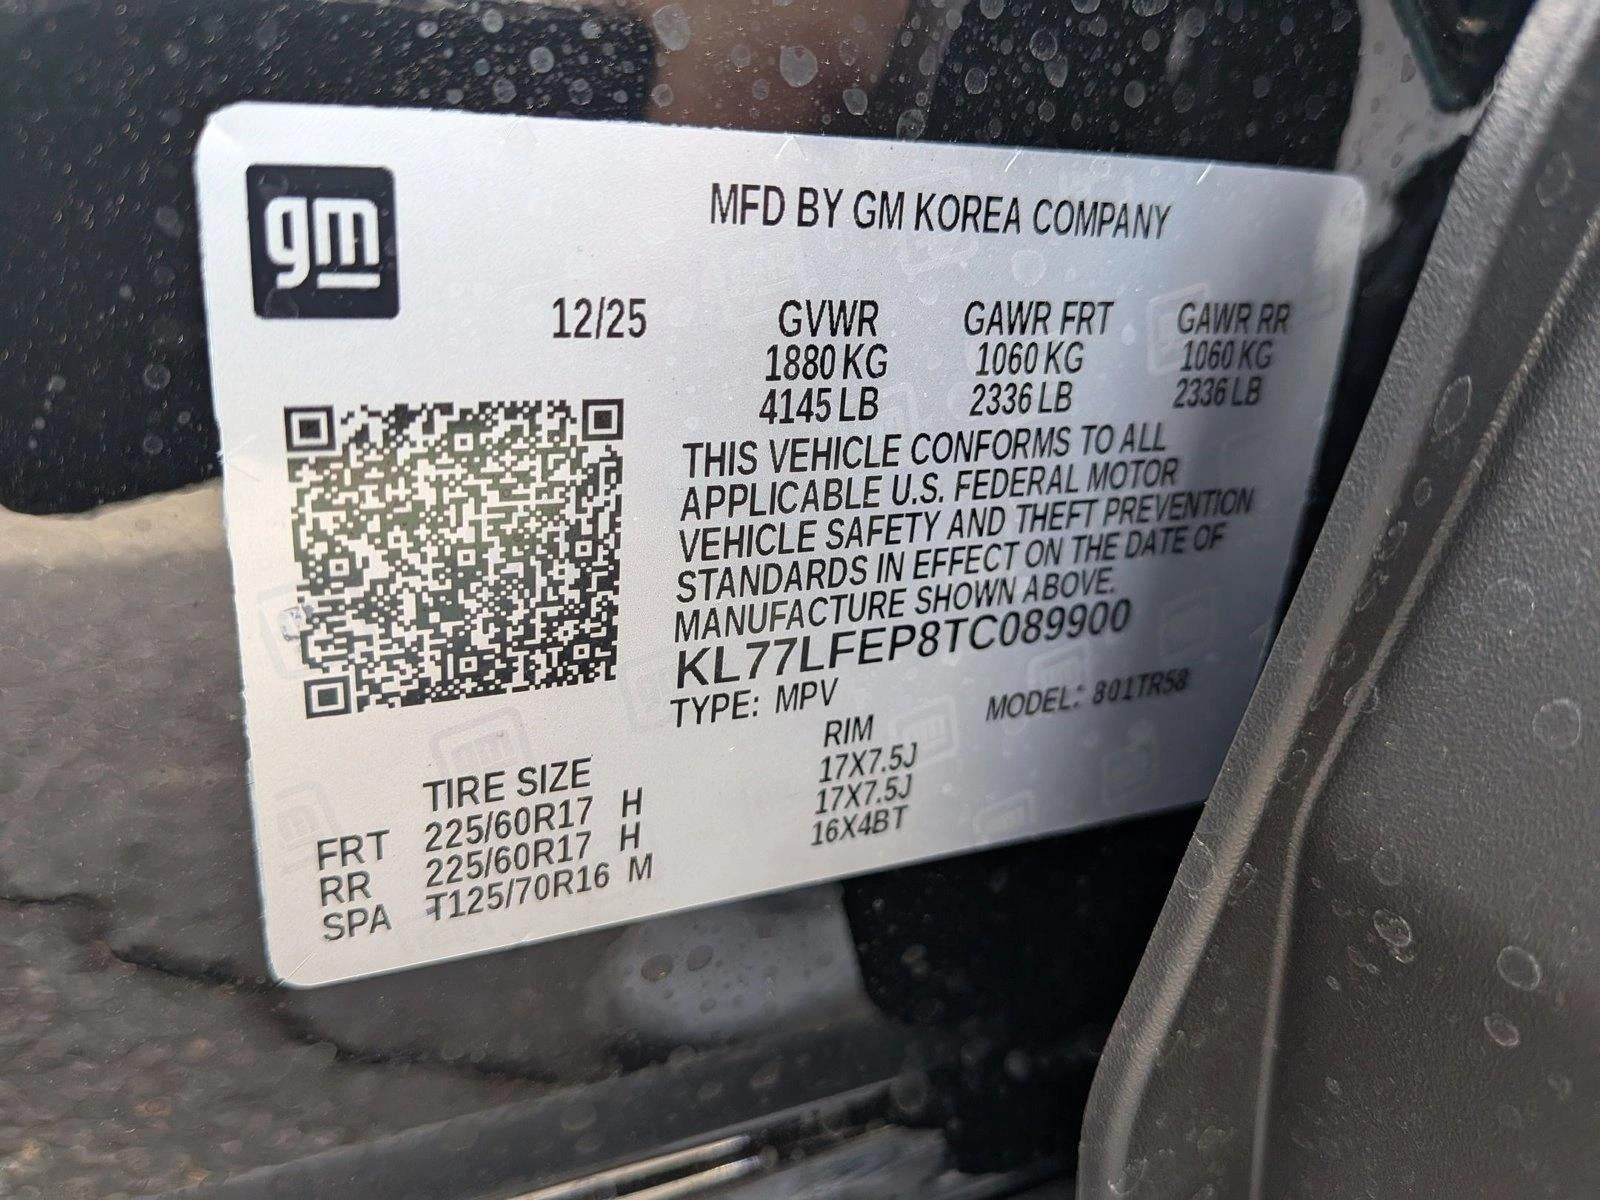 gm
MFD BY GM KOREA COMPANY
12/25
GVWR GAWR FRT GAWR RR
1880 KG 1060 KG 1060 KG
4145 LB 2336 LB 2336 LB
THIS VEHICLE CONFORMS TO ALL
APPLICABLE U.S. FEDERAL MOTOR
VEHICLE SAFETY AND THEFT PREVENTION
STANDARDS IN EFFECT ON THE DATE OF
MANUFACTURE SHOWN ABOVE.
KL77LFEP8TC089900
TYPE: MPV MODEL: 801TR58
TIRE SIZE RIM
FRT 225/60R17 H 17X7.5J
RR 225/60R17 H 17X7.5J
SPA T125/70R16 M 16X4BT